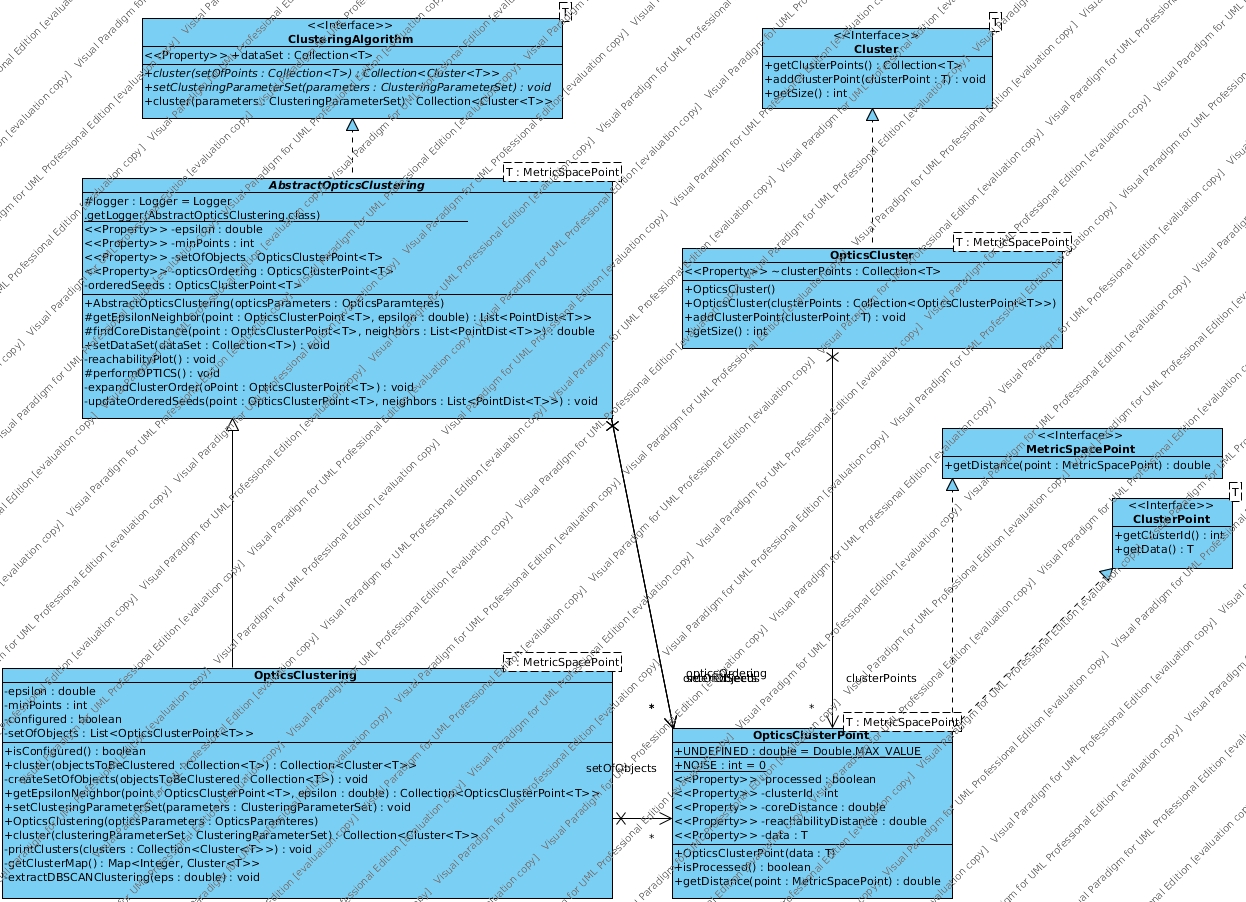 T
<<Interface>>
ClusteringAlgorithm
<<Property>> +dataSet : Collection<T>
+cluster(setOfPoints : Collection<T>) : Collection<Cluster<T>>
+setClusteringParameterSet(parameters : ClusteringParameterSet) : void
+cluster(parameters : ClusteringParameterSet) : Collection<Cluster<T>>
T
<<Interface>>
Cluster
+getClusterPoints() : Collection<T>
+addClusterPoint(clusterPoint : T) : void
+getSize() : int
T : MetricSpacePoint
AbstractOpticsClustering
#logger : Logger = Logger
.getLogger(AbstractOpticsClustering.class)
<<Property>> -epsilon : double
<<Property>> -minPoints : int
<<Property>> -setOfObjects : OpticsClusterPoint<T>
<<Property>> -opticsOrdering : OpticsClusterPoint<T>
-orderedSeeds : OpticsClusterPoint<T>
+AbstractOpticsClustering(opticsParameters : OpticsParamteres)
#getEpsilonNeighbor(point : OpticsClusterPoint<T>, epsilon : double) : List<PointDist<T>>
#findCoreDistance(point : OpticsClusterPoint<T>, neighbors : List<PointDist<T>>) : double
+setDataSet(dataSet : Collection<T>) : void
-reachabilityPlot() : void
#performOPTICS() : void
-expandClusterOrder(oPoint : OpticsClusterPoint<T>) : void
-updateOrderedSeeds(point : OpticsClusterPoint<T>, neighbors : List<PointDist<T>>) : void
T : MetricSpacePoint
OpticsCluster
<<Property>> ~clusterPoints : Collection<T>
+OpticsCluster()
+OpticsCluster(clusterPoints : Collection<OpticsClusterPoint<T>>)
+addClusterPoint(clusterPoint : T) : void
+getSize() : int
<<Interface>>
MetricSpacePoint
+getDistance(point : MetricSpacePoint) : double
T
<<Interface>>
ClusterPoint
+getClusterId() : int
+getData() : T
T : MetricSpacePoint
OpticsClustering
-epsilon : double
-minPoints : int
-configured : boolean
-setOfObjects : List<OpticsClusterPoint<T>>
+isConfigured() : boolean
+cluster(objectsToBeClustered : Collection<T>) : Collection<Cluster<T>>
-createSetOfObjects(objectsToBeClustered : Collection<T>) : void
+getEpsilonNeighbor(point : OpticsClusterPoint<T>, epsilon : double) : Collection<OpticsClusterPoint<T>>
+setClusteringParameterSet(parameters : ClusteringParameterSet) : void
+OpticsClustering(opticsParameters : OpticsParamteres)
+cluster(clusteringParameterSet : ClusteringParameterSet) : Collection<Cluster<T>>
-printClusters(clusters : Collection<Cluster<T>>) : void
-getClusterMap() : Map<Integer, Cluster<T>>
-extractDBSCANClustering(eps : double) : void
opticsOrdering
clusterPoints
*
*
setOfObjects
*
T : MetricSpacePoint
OpticsClusterPoint
+UNDEFINED : double = Double.MAX_VALUE
+NOISE : int = 0
<<Property>> -processed : boolean
<<Property>> -clusterId : int
<<Property>> -coreDistance : double
<<Property>> -reachabilityDistance : double
<<Property>> -data : T
+OpticsClusterPoint(data : T)
+isProcessed() : boolean
+getDistance(point : MetricSpacePoint) : double
Visual Paradigm for UML Professional Edition [evaluation copy]